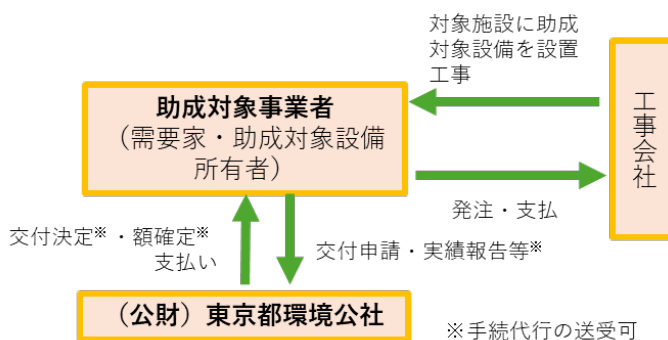 対象施設に助成
対象設備を設置
工事
助成対象事業者
（需要家・助成対象設備
所有者）
工事会社
発注・支払
交付決定※・額確定※
支払い
交付申請・実績報告等※
（公財）東京都環境公社
※手続代行の送受可